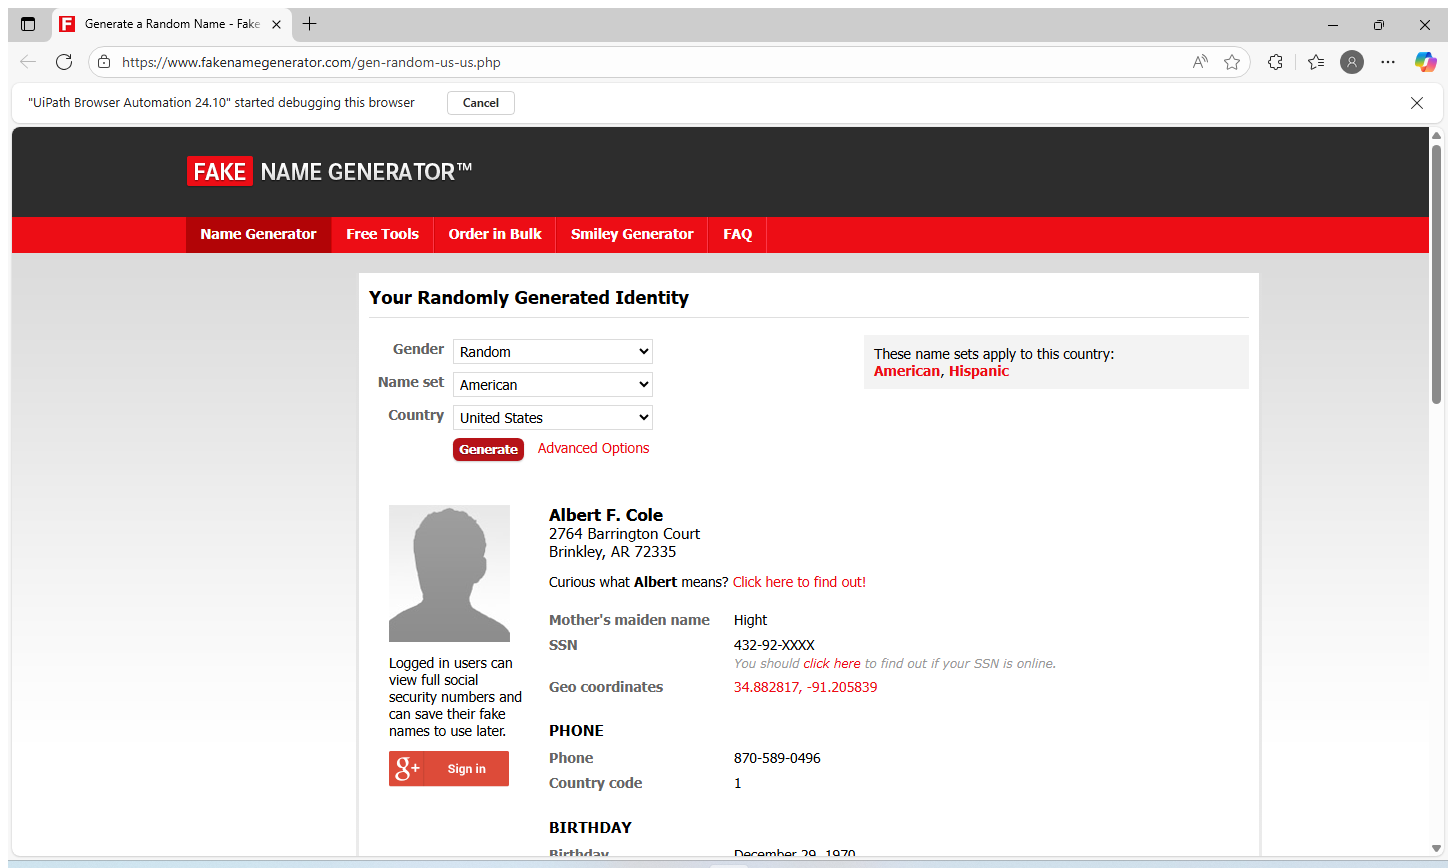 Generate a Random Name - Fake
https://www.fakenamegenerator.com/gen-random-us-us.php
"UiPath Browser Automation 24.10" started debugging this browser
Cancel
FAKE NAME GENERATOR™
Name Generator
Free Tools
Order in Bulk
Smiley Generator
FAQ
Your Randomly Generated Identity
Gender
Random
Name set
American
Country
United States
Generate
Advanced Options
These name sets apply to this country:
American, Hispanic
Logged in users can
view full social
security numbers and
can save their fake
names to use later.
g+ Sign in
Albert F. Cole
2764 Barrington Court
Brinkley, AR 72335
Curious what Albert means? Click here to find out!
Mother's maiden name Hight
SSN 432-92-XXXX
You should click here to find out if your SSN is online.
Geo coordinates 34.882817, -91.205839
PHONE
Phone 870-589-0496
Country code 1
BIRTHDAY
Birthday December 29, 1970